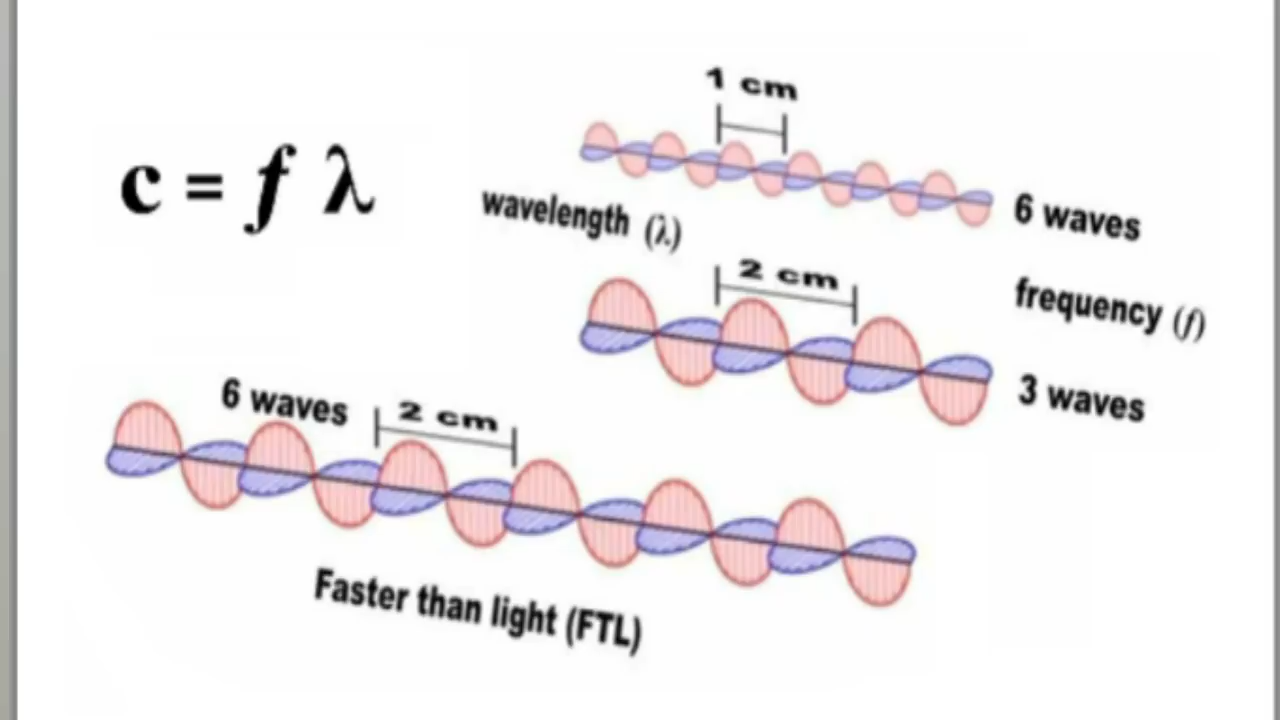 c = f λ
1 cm
6 waves
wavelength (λ)
2 cm
frequency (f)
3 waves
6 waves
2 cm
Faster than light (FTL)